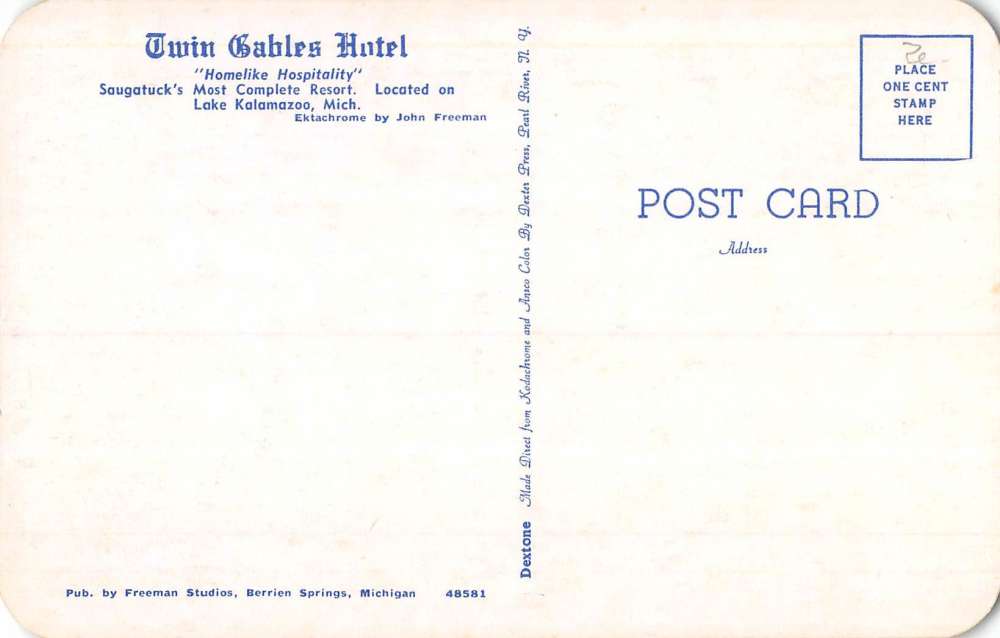 Twin Gables Hotel
"Homelike Hospitality"
Saugatuck's Most Complete Resort. Located on
Lake Kalamazoo, Mich.
Ektachrome by John Freeman
Pub. by Freeman Studios, Berrien Springs, Michigan 48581
Dextone Made Direct from Kodachrome and Ansco Color By Dexter Press, Pearl River, N. Y.
PLACE
ONE CENT
STAMP
HERE
POST CARD
Address